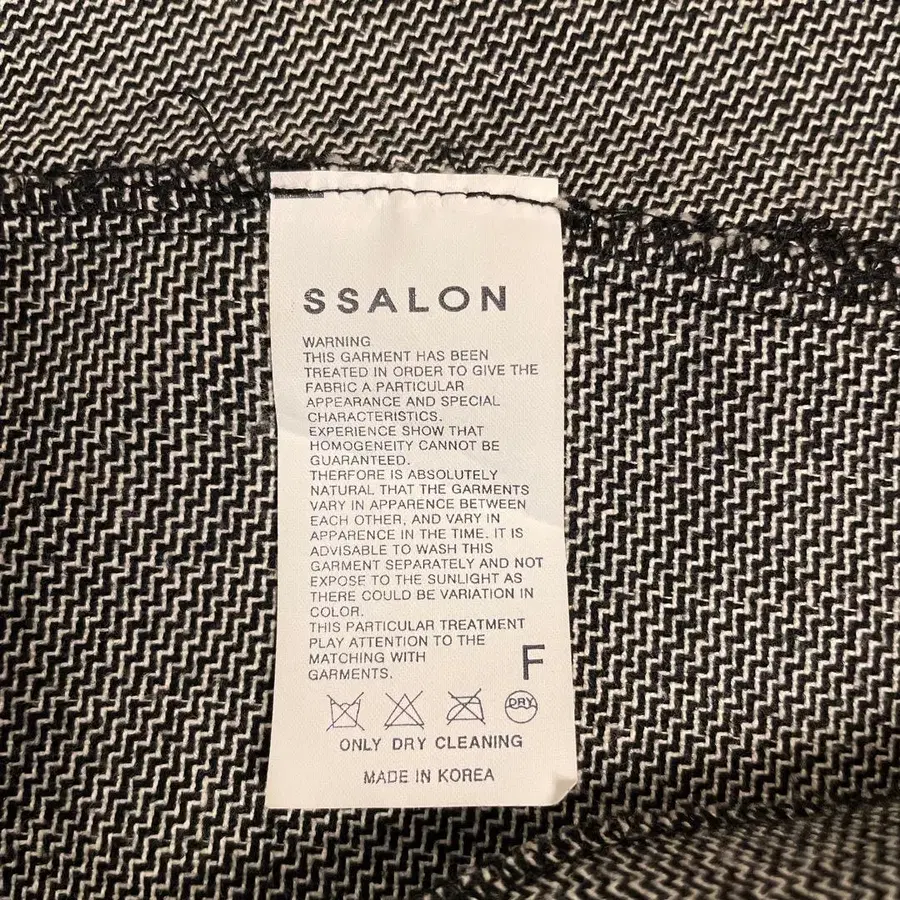 SSALON
WARNING
THIS GARMENT HAS BEEN
TREATED IN ORDER TO GIVE THE
FABRIC A PARTICULAR
APPEARANCE AND SPECIAL
CHARACTERISTICS.
EXPERIENCE SHOW THAT
HOMOGENEITY CANNOT BE
GUARANTEED.
THERFORE IS ABSOLUTELY
NATURAL THAT THE GARMENTS
VARY IN APPARENCE BETWEEN
EACH OTHER, AND VARY IN
APPARENCE IN THE TIME. IT IS
ADVISABLE TO WASH THIS
GARMENT SEPARATELY AND NOT
EXPOSE TO THE SUNLIGHT AS
THERE COULD BE VARIATION IN
COLOR.
THIS PARTICULAR TREATMENT
PLAY ATTENTION TO THE
MATCHING WITH
GARMENTS.
F
DRY
ONLY DRY CLEANING
MADE IN KOREA